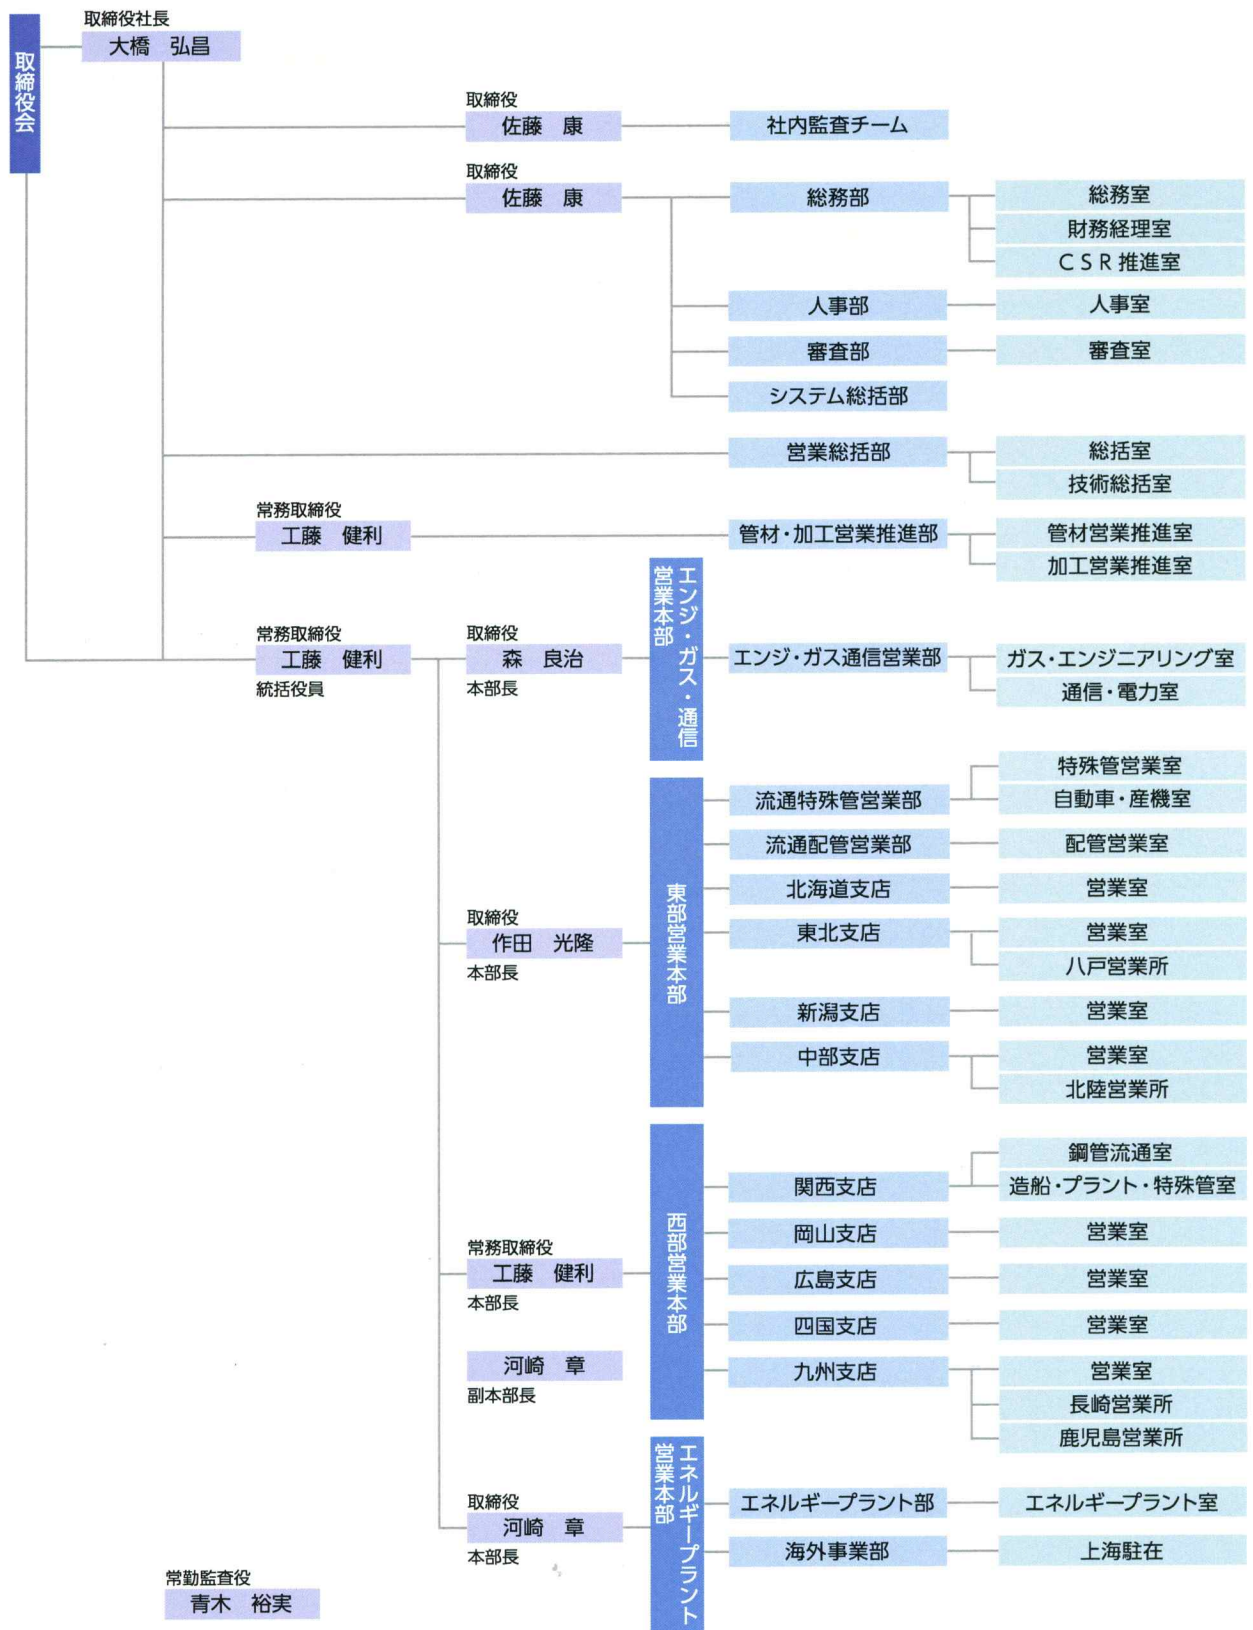 取締役会
取締役社長
大橋 弘昌
取締役
佐藤 康
社内監査チーム
取締役
佐藤 康
総務部
総務室
財務経理室
CSR推進室
人事部
人事室
審査部
審査室
システム総括部
営業総括部
総括室
技術総括室
常務取締役
工藤 健利
管材・加工営業推進部
管材営業推進室
加工営業推進室
常務取締役
工藤 健利
統括役員
取締役
森 良治
本部長
エンジ・ガス・通信
営業本部
エンジ・ガス通信営業部
ガス・エンジニアリング室
通信・電力室
取締役
作田 光隆
本部長
東部営業本部
流通特殊管営業部
特殊管営業室
自動車・産機室
流通配管営業部
配管営業室
北海道支店
営業室
東北支店
営業室
八戸営業所
新潟支店
営業室
中部支店
営業室
北陸営業所
常務取締役
工藤 健利
本部長
河崎 章
副本部長
西部営業本部
関西支店
鋼管流通室
造船・プラント・特殊管室
岡山支店
営業室
広島支店
営業室
四国支店
営業室
九州支店
営業室
長崎営業所
鹿児島営業所
取締役
河崎 章
本部長
エネルギープラント
営業本部
エネルギープラント部
エネルギープラント室
海外事業部
上海駐在
常勤監査役
青木 裕実